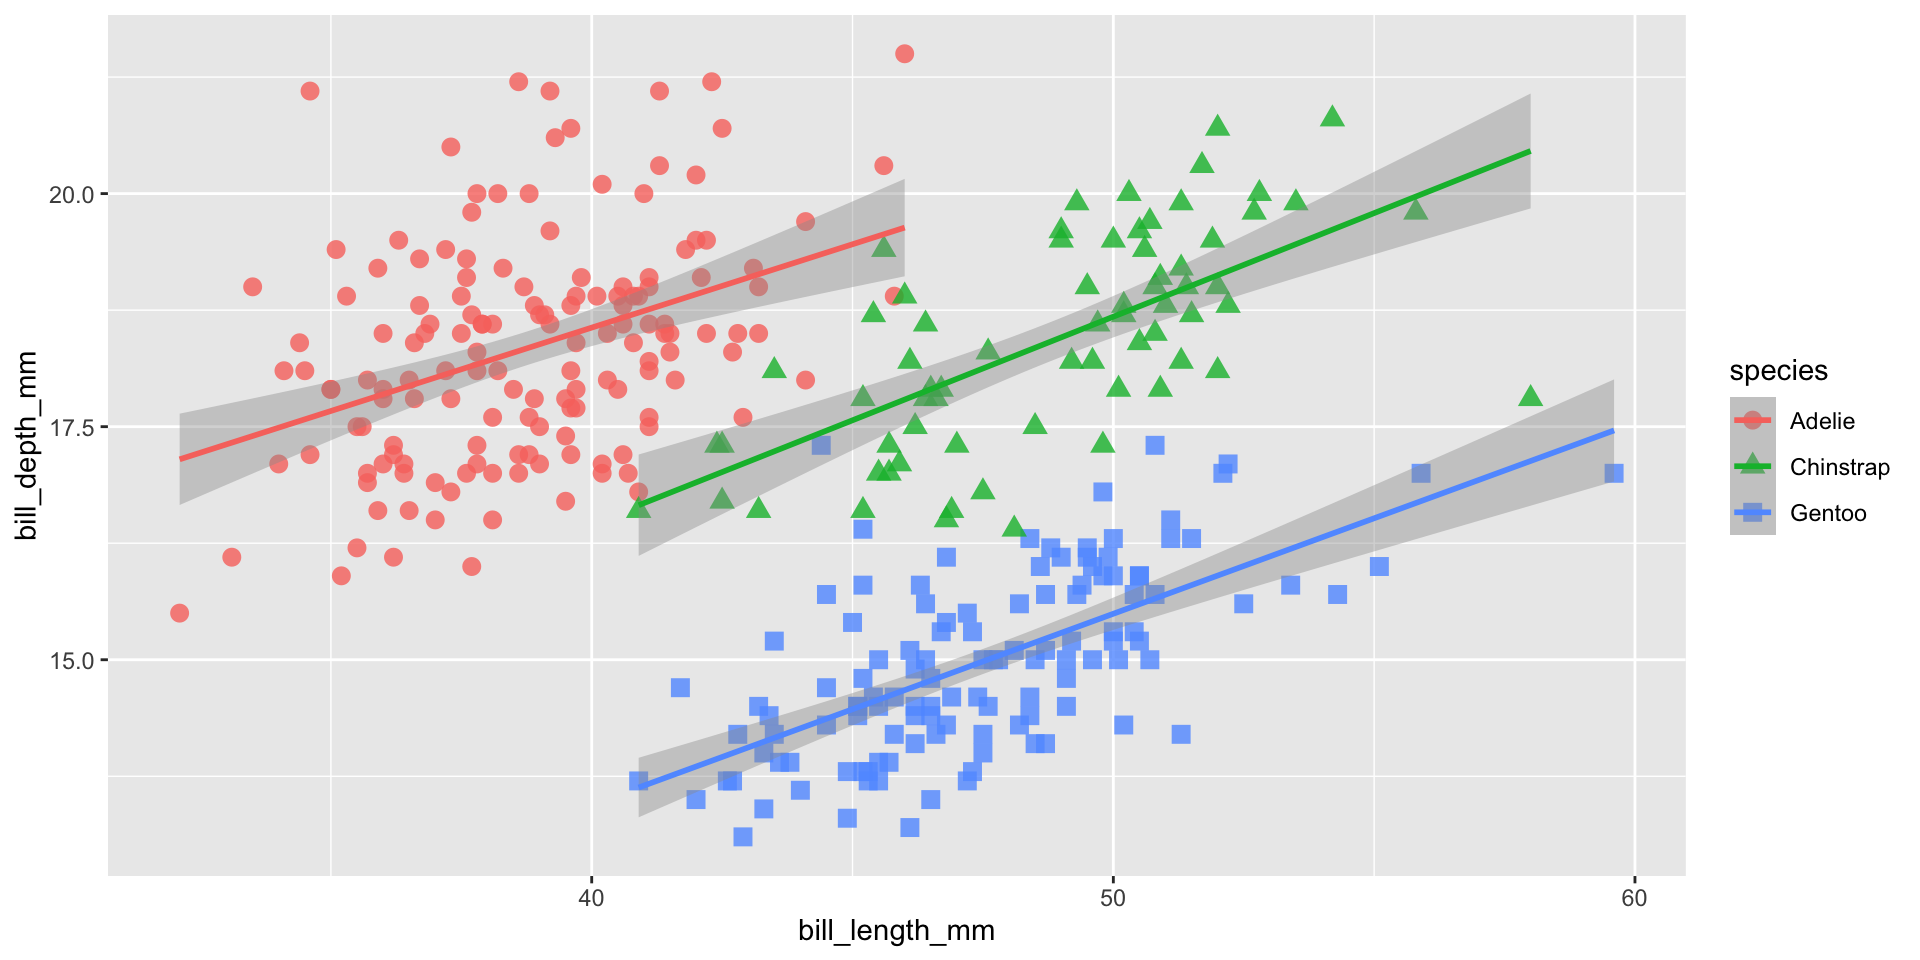 bill_depth_mm
20.0
17.5
15.0
40
50
60
bill_length_mm
species
Adelie
Chinstrap
Gentoo